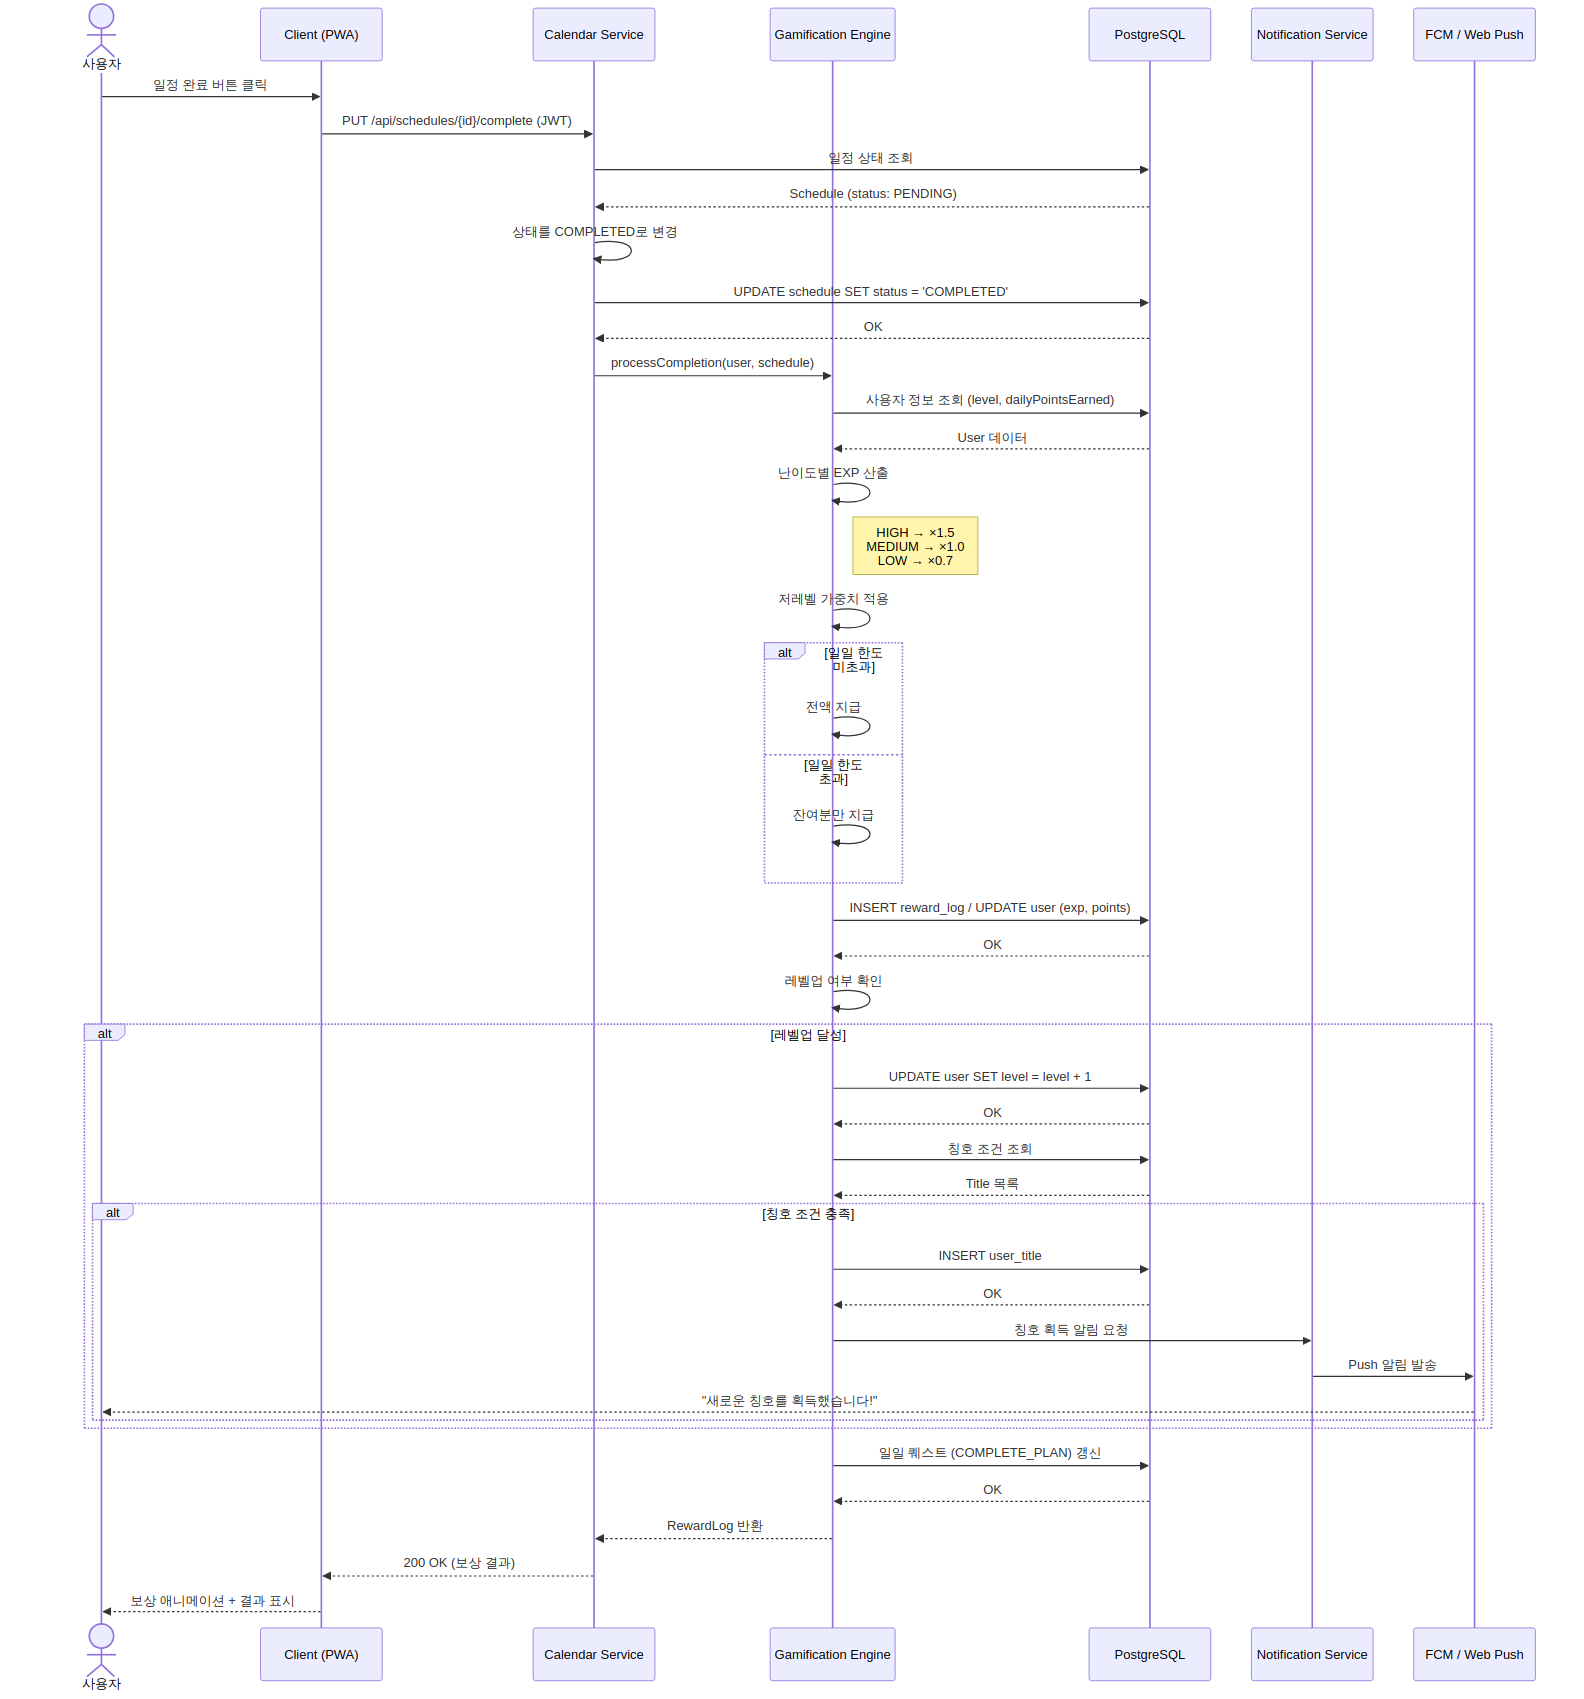 사용자
Client (PWA)
Calendar Service
Gamification Engine
PostgreSQL
Notification Service
FCM / Web Push
일정 완료 버튼 클릭
PUT /api/schedules/{id}/complete (JWT)
일정 상태 조회
Schedule (status: PENDING)
상태를 COMPLETED로 변경
UPDATE schedule SET status = 'COMPLETED'
OK
processCompletion(user, schedule)
사용자 정보 조회 (level, dailyPointsEarned)
User 데이터
난이도별 EXP 산출
HIGH → ×1.5
MEDIUM → ×1.0
LOW → ×0.7
저레벨 가중치 적용
alt
[일일 한도
미초과]
전액 지급
[일일 한도
초과]
잔여분만 지급
INSERT reward_log / UPDATE user (exp, points)
OK
레벨업 여부 확인
alt
[레벨업 달성]
UPDATE user SET level = level + 1
OK
칭호 조건 조회
Title 목록
alt
[칭호 조건 충족]
INSERT user_title
OK
칭호 획득 알림 요청
Push 알림 발송
"새로운 칭호를 획득했습니다!"
일일 퀘스트 (COMPLETE_PLAN) 갱신
OK
RewardLog 반환
200 OK (보상 결과)
보상 애니메이션 + 결과 표시
사용자
Client (PWA)
Calendar Service
Gamification Engine
PostgreSQL
Notification Service
FCM / Web Push